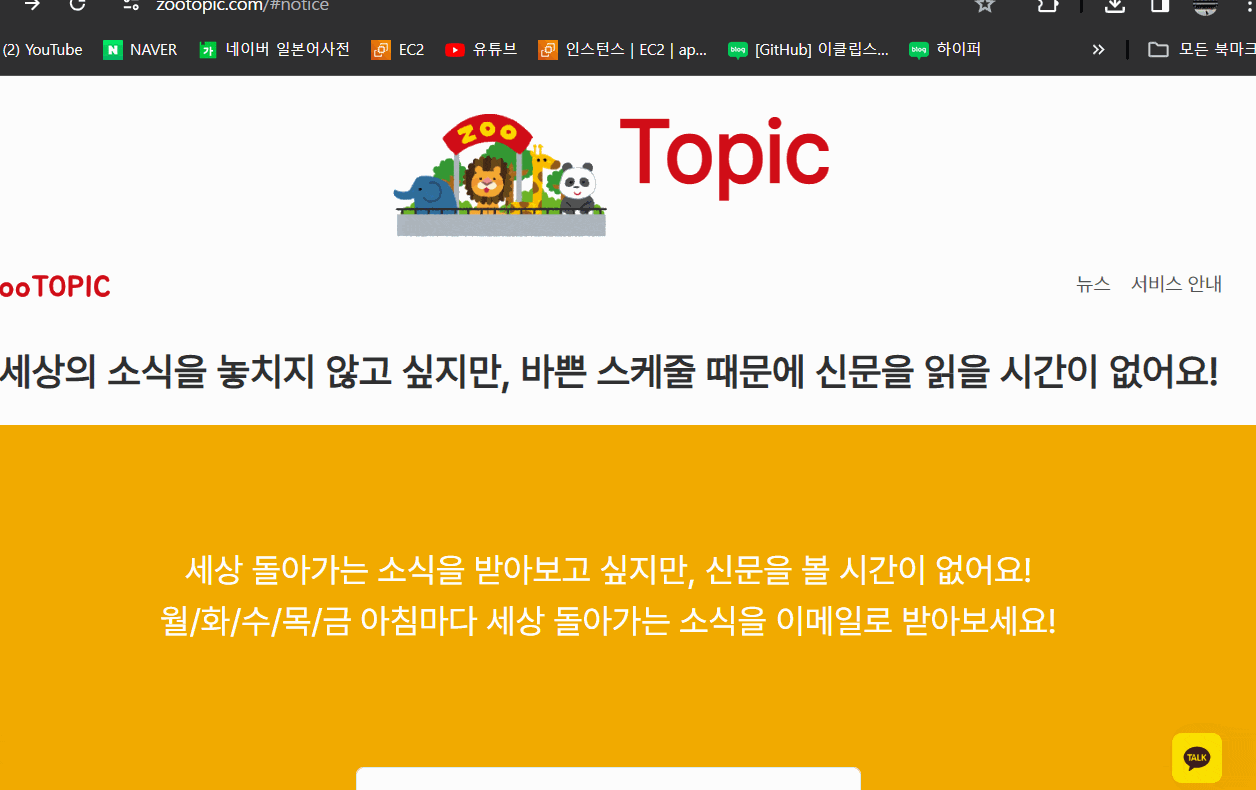 zootopic.com/#notice
(2) YouTube NAVER 네이버 일본어사전 EC2 유튜브 인스턴스 | EC2 | ap... [GitHub] 이클립스... 하이퍼 » 모든 북마크
ZOO Topic
ooTOPIC 뉴스 서비스 안내
세상의 소식을 놓치지 않고 싶지만, 바쁜 스케줄 때문에 신문을 읽을 시간이 없어요!
세상 돌아가는 소식을 받아보고 싶지만, 신문을 볼 시간이 없어요!
월/화/수/목/금 아침마다 세상 돌아가는 소식을 이메일로 받아보세요!
TALK